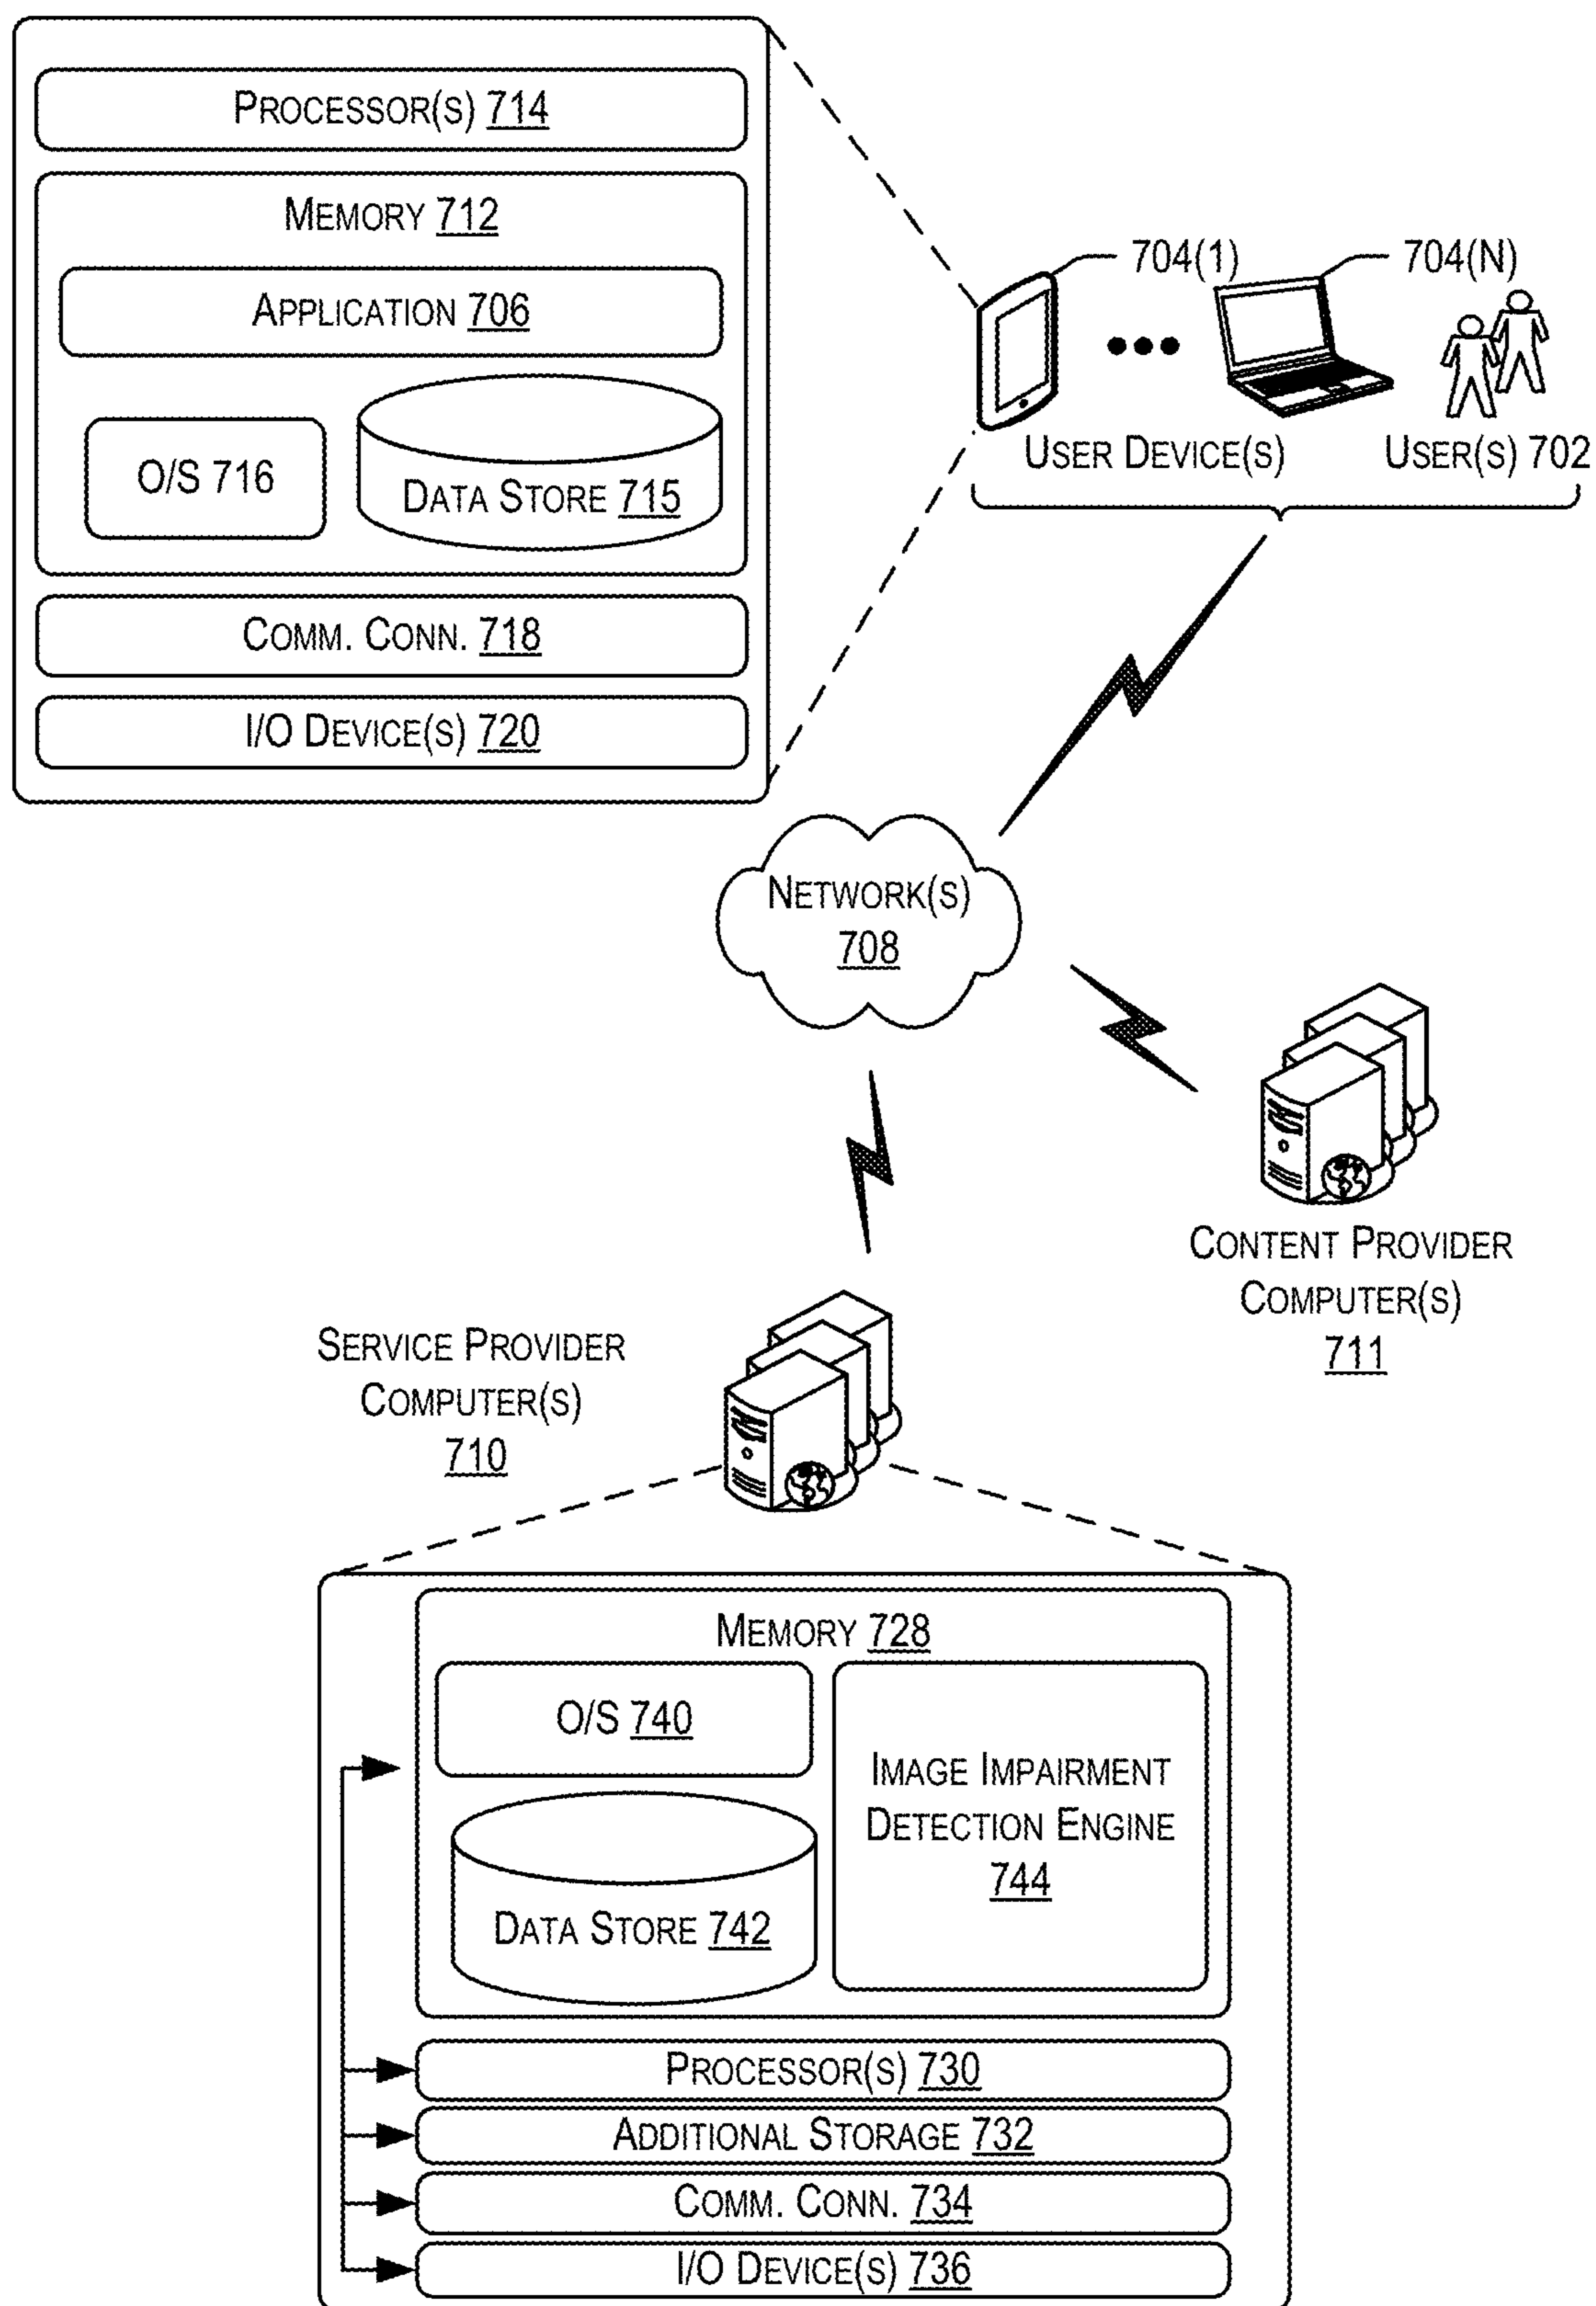 PROCESSOR(S) 714
MEMORY 712
APPLICATION 706
O/S 716
DATA STORE 715
COMM. CONN. 718
I/O DEVICE(S) 720
704(1)
704(N)
USER DEVICE(S)
USER(S) 702
NETWORK(S)
708
CONTENT PROVIDER
COMPUTER(S)
711
SERVICE PROVIDER
COMPUTER(S)
710
MEMORY 728
O/S 740
DATA STORE 742
IMAGE IMPAIRMENT
DETECTION ENGINE
744
PROCESSOR(S) 730
ADDITIONAL STORAGE 732
COMM. CONN. 734
I/O DEVICE(S) 736